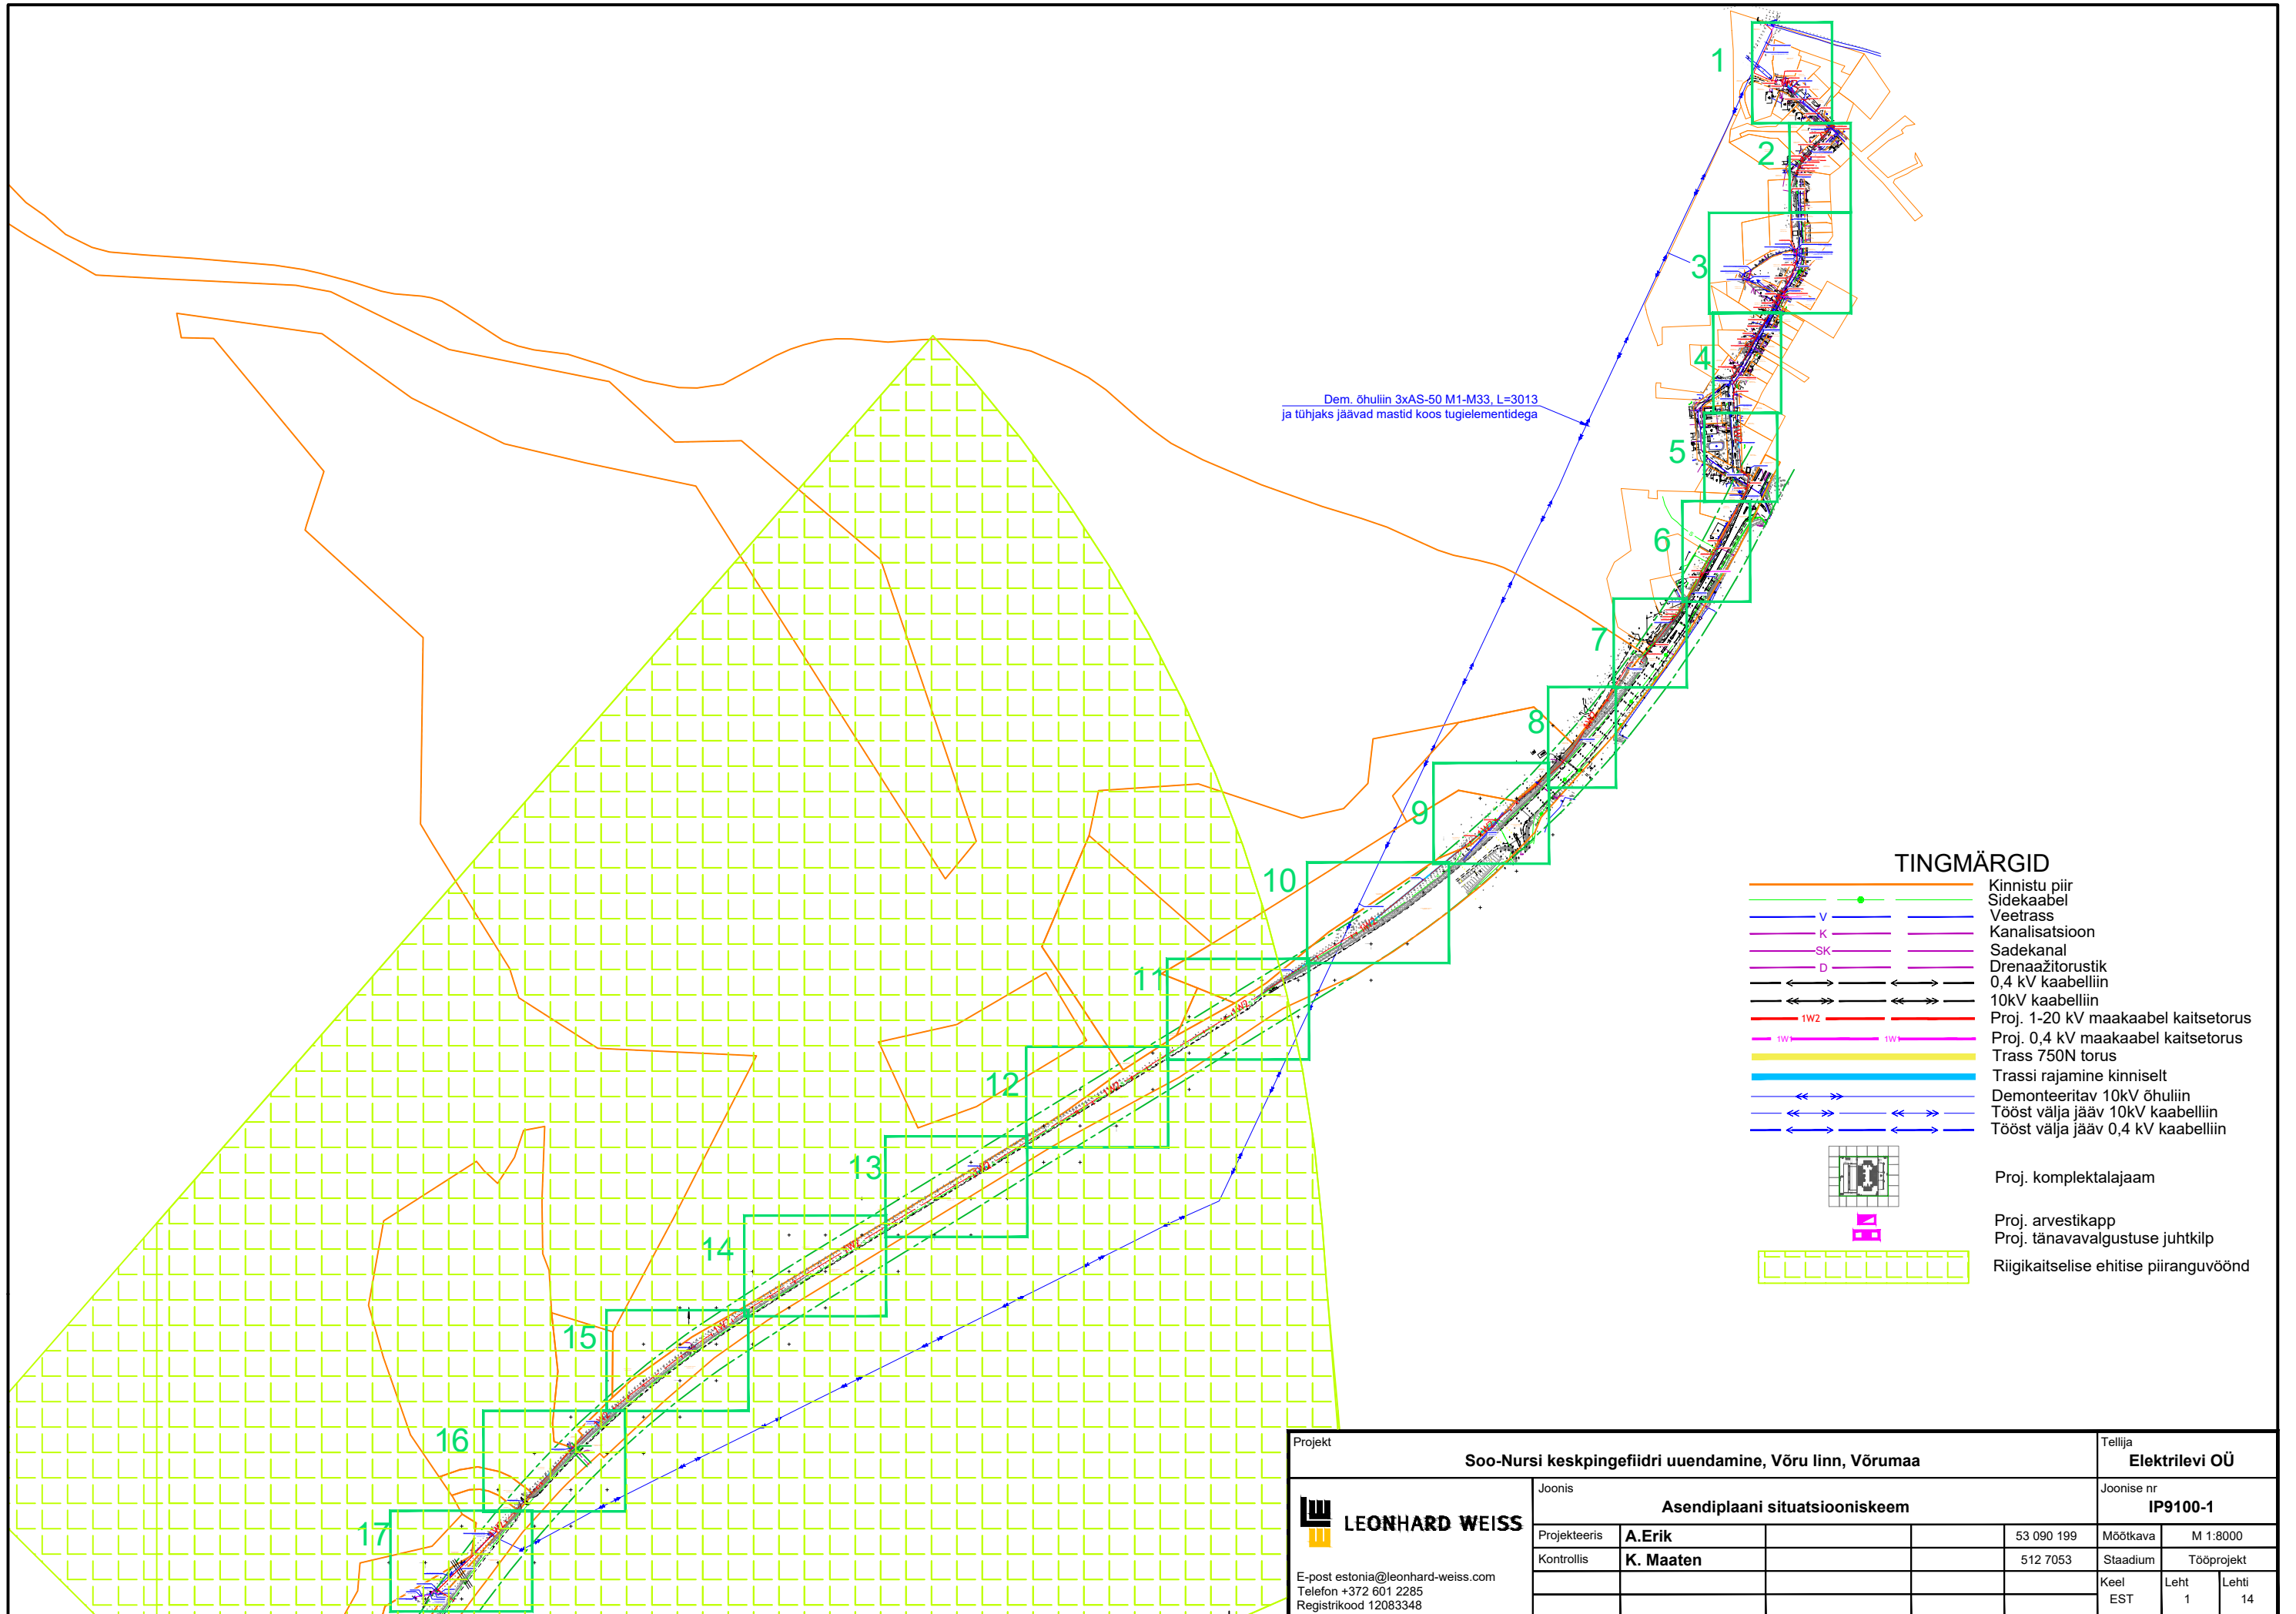 1
2
3
Dem. õhuliin 3xAS-50 M1-M33, L=3013
ja tühjaks jäävad mastid koos tugielementidega
4
5
6
7
8
9
10
11
12
13
14
15
16
17
TINGMÄRGID
Kinnistu piir
Sidekaabel
V Veetrass
K Kanalisatsioon
SK Sadekanal
D Drenaažitorustik
0,4 kV kaabelliin
10kV kaabelliin
1W2 Proj. 1-20 kV maakaabel kaitsetorus
1W1 1W1 Proj. 0,4 kV maakaabel kaitsetorus
Trass 750N torus
Trassi rajamine kinniselt
Demonteeritav 10kV õhuliin
Tööst välja jääv 10kV kaabelliin
Tööst välja jääv 0,4 kV kaabelliin
Proj. komplektalajaam
Proj. arvestikapp
Proj. tänavavalgustuse juhtkilp
Riigikaitselise ehitise piiranguvöönd
Projekt
Soo-Nursi keskpingefiidri uuendamine, Võru linn, Võrumaa
Tellija
Elektrilevi OÜ
LEONHARD WEISS
E-post estonia@leonhard-weiss.com
Telefon +372 601 2285
Registrikood 12083348
Joonis
Asendiplaani situatsiooniskeem
Joonise nr
IP9100-1
Projekteeris A.Erik 53 090 199 Mõõtkava M 1:8000
Kontrollis K. Maaten 512 7053 Staadium Tööprojekt
Keel Leht Lehti
EST 1 14